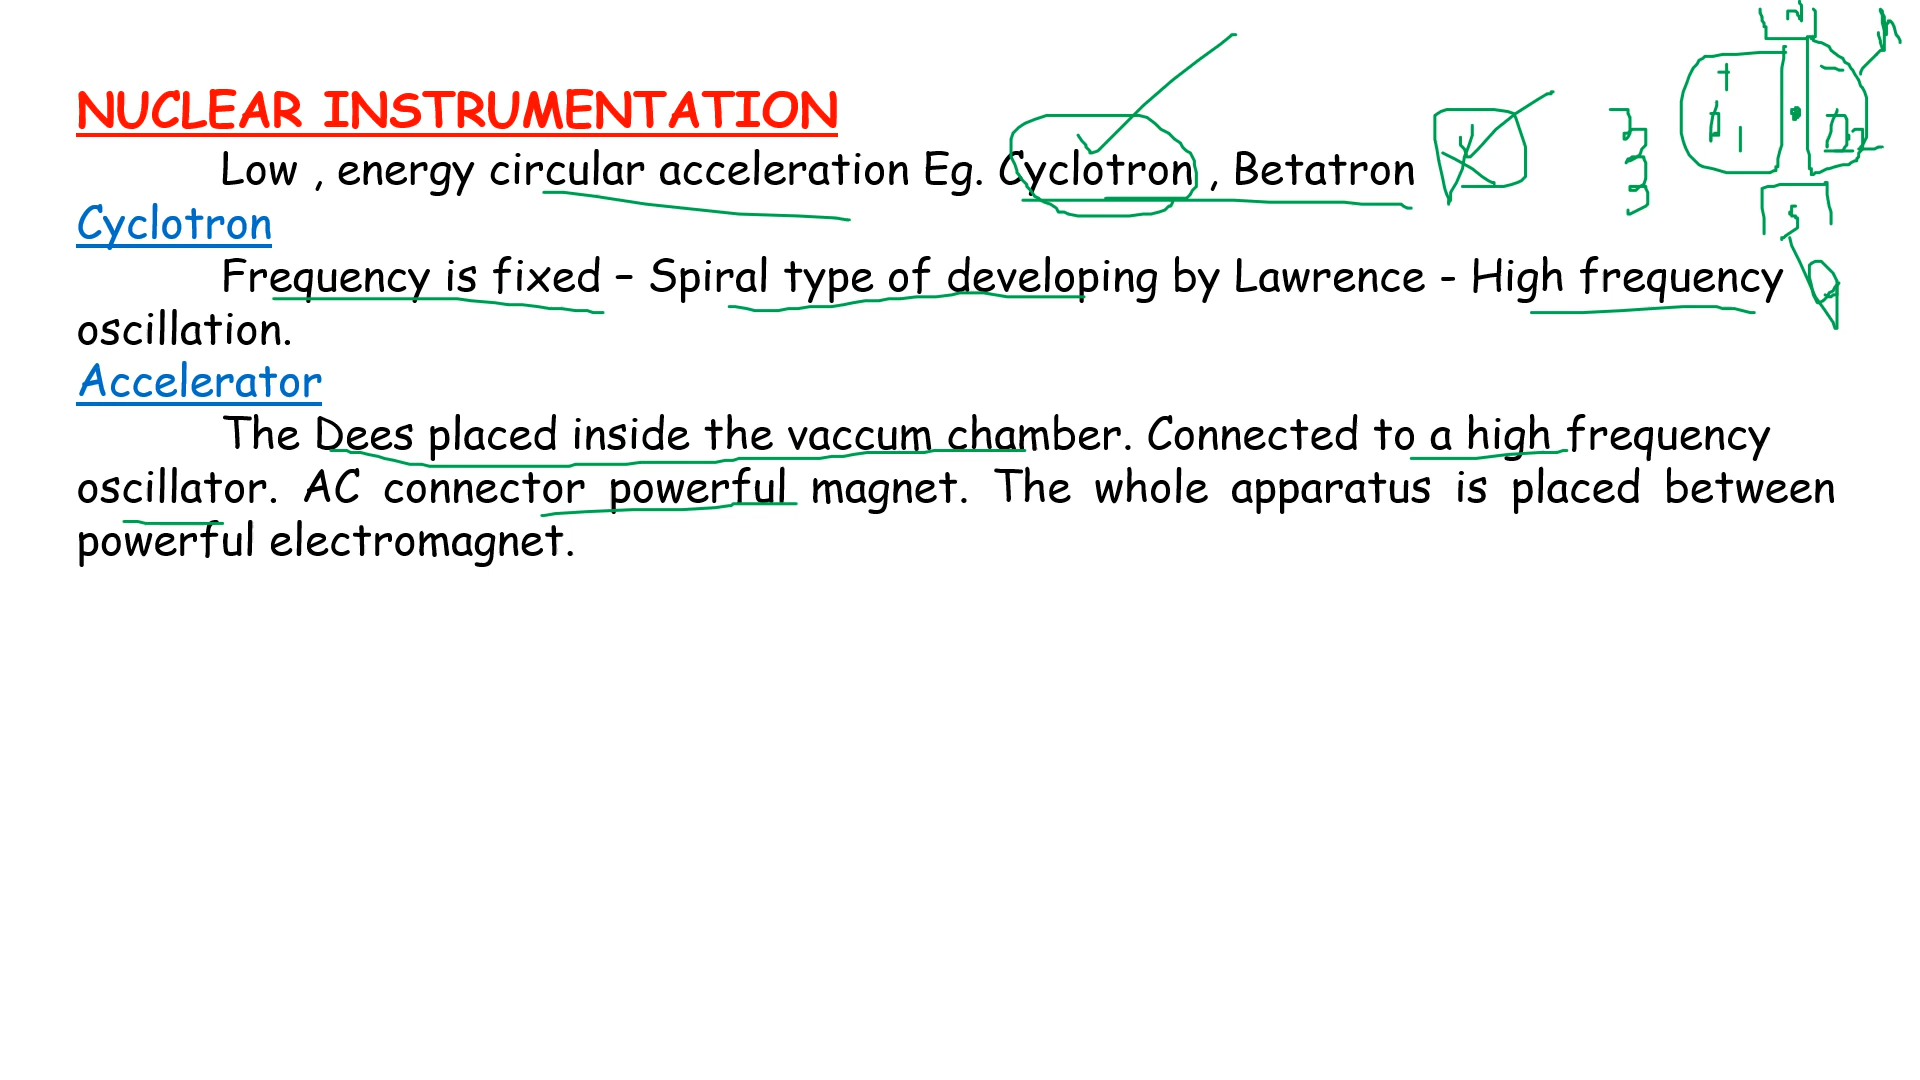 NUCLEAR INSTRUMENTATION
Low , energy circular acceleration Eg. Cyclotron , Betatron
Cyclotron
Frequency is fixed – Spiral type of developing by Lawrence - High frequency
oscillation.
Accelerator
The Dees placed inside the vaccum chamber. Connected to a high frequency
oscillator. AC connector powerful magnet. The whole apparatus is placed between
powerful electromagnet.
N
+ −
D1 D2
S